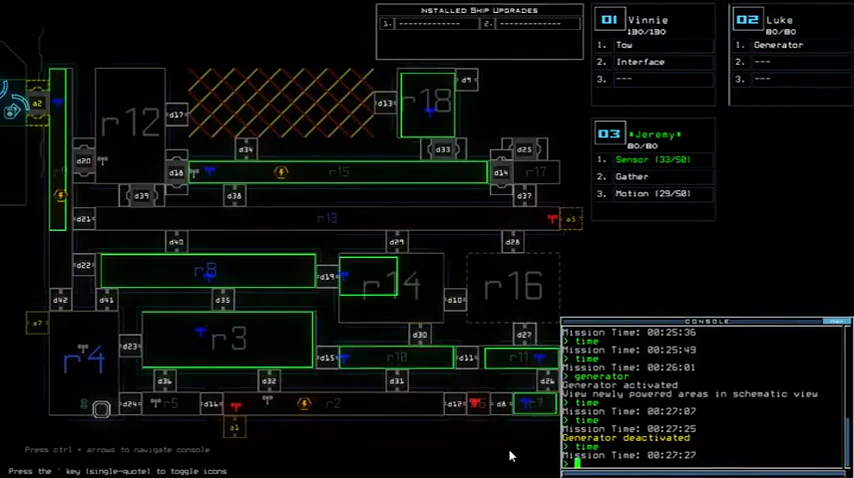 INSTALLED SHIP UPGRADES
1. ------------- 2. -------------
01 Vinnie
130/130
1. Tow
2. Interface
3. ---
02 Luke
80/80
1. Generator
2. ---
3. ---
03 *Jeremy*
80/80
1. Sensor (33/50)
2. Gather
3. Motion (29/50)
a2
r12
d17
d13
r18
d9
d20
d34
d33
d25
d18
r15
d14
r17
d39
d38
d37
d21
r13
a5
d40
d29
d28
d22
r8
d19
r14
d10
r16
d42
d41
d35
a7
d30
d27
r4
d23
r3
d15
r10
d11
r11
d36
d32
d31
d26
d24
r5
d16
r2
d12
d8
r7
a1
CONSOLE
Mission Time: 00:25:36
> time
Mission Time: 00:25:49
> time
Mission Time: 00:26:01
> generator
Generator activated
View newly powered areas in schematic view
> time
Mission Time: 00:27:07
> time
Mission Time: 00:27:25
Generator deactivated
> time
Mission Time: 00:27:27
>
Press ctrl + arrows to navigate console
Press the ' key (single-quote) to toggle icons